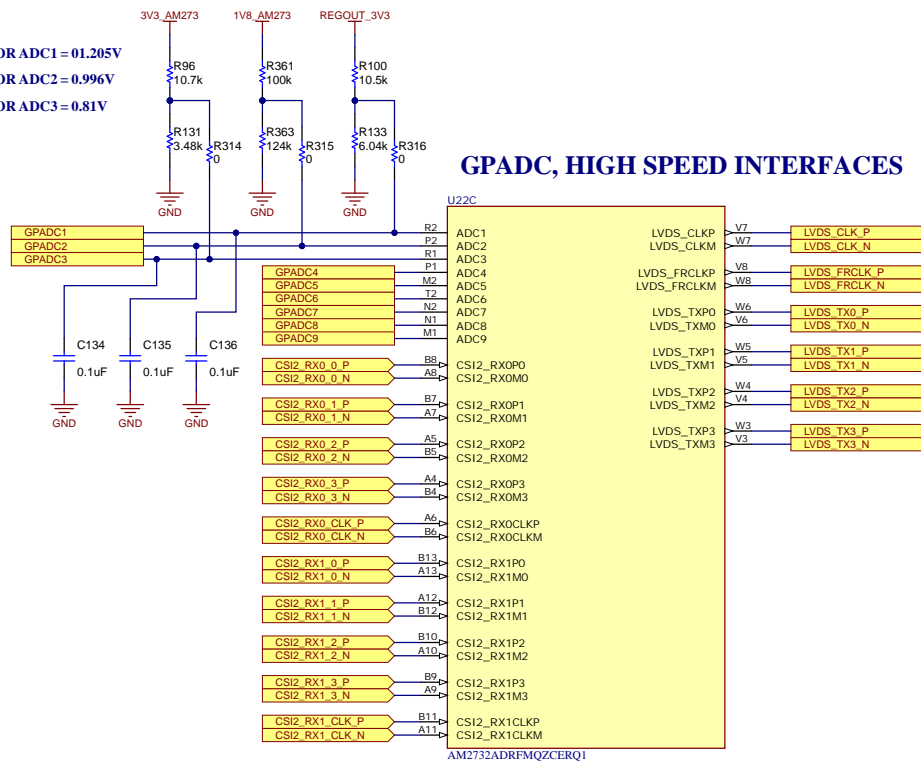 3V3_AM273 1V8_AM273 REGOUT_3V3
OR ADC1 = 01.205V
OR ADC2 = 0.996V
OR ADC3 = 0.81V
R96
10.7k
R361
100k
R100
10.5k
R131
3.48k
R314
0
R363
124k
R315
0
R133
6.04k
R316
0
GND GND GND
GPADC, HIGH SPEED INTERFACES
U22C
GPADC1 R2 ADC1
GPADC2 P2 ADC2
GPADC3 R1 ADC3
GPADC4 P1 ADC4
GPADC5 M2 ADC5
GPADC6 T2 ADC6
GPADC7 N2 ADC7
GPADC8 N1 ADC8
GPADC9 M1 ADC9
C134
0.1uF
C135
0.1uF
C136
0.1uF
GND GND GND
CSI2_RX0_0_P B8 CSI2_RX0P0
CSI2_RX0_0_N A8 CSI2_RX0M0
CSI2_RX0_1_P B7 CSI2_RX0P1
CSI2_RX0_1_N A7 CSI2_RX0M1
CSI2_RX0_2_P A5 CSI2_RX0P2
CSI2_RX0_2_N B5 CSI2_RX0M2
CSI2_RX0_3_P A4 CSI2_RX0P3
CSI2_RX0_3_N B4 CSI2_RX0M3
CSI2_RX0_CLK_P A6 CSI2_RX0CLKP
CSI2_RX0_CLK_N B6 CSI2_RX0CLKM
CSI2_RX1_0_P B13 CSI2_RX1P0
CSI2_RX1_0_N A13 CSI2_RX1M0
CSI2_RX1_1_P A12 CSI2_RX1P1
CSI2_RX1_1_N B12 CSI2_RX1M1
CSI2_RX1_2_P B10 CSI2_RX1P2
CSI2_RX1_2_N A10 CSI2_RX1M2
CSI2_RX1_3_P B9 CSI2_RX1P3
CSI2_RX1_3_N A9 CSI2_RX1M3
CSI2_RX1_CLK_P B11 CSI2_RX1CLKP
CSI2_RX1_CLK_N A11 CSI2_RX1CLKM
LVDS_CLKP V7 LVDS_CLK_P
LVDS_CLKM W7 LVDS_CLK_N
LVDS_FRCLKP V8 LVDS_FRCLK_P
LVDS_FRCLKM W8 LVDS_FRCLK_N
LVDS_TXP0 W6 LVDS_TX0_P
LVDS_TXM0 V6 LVDS_TX0_N
LVDS_TXP1 W5 LVDS_TX1_P
LVDS_TXM1 V5 LVDS_TX1_N
LVDS_TXP2 W4 LVDS_TX2_P
LVDS_TXM2 V4 LVDS_TX2_N
LVDS_TXP3 W3 LVDS_TX3_P
LVDS_TXM3 V3 LVDS_TX3_N
AM2732ADRFMQZCERQ1